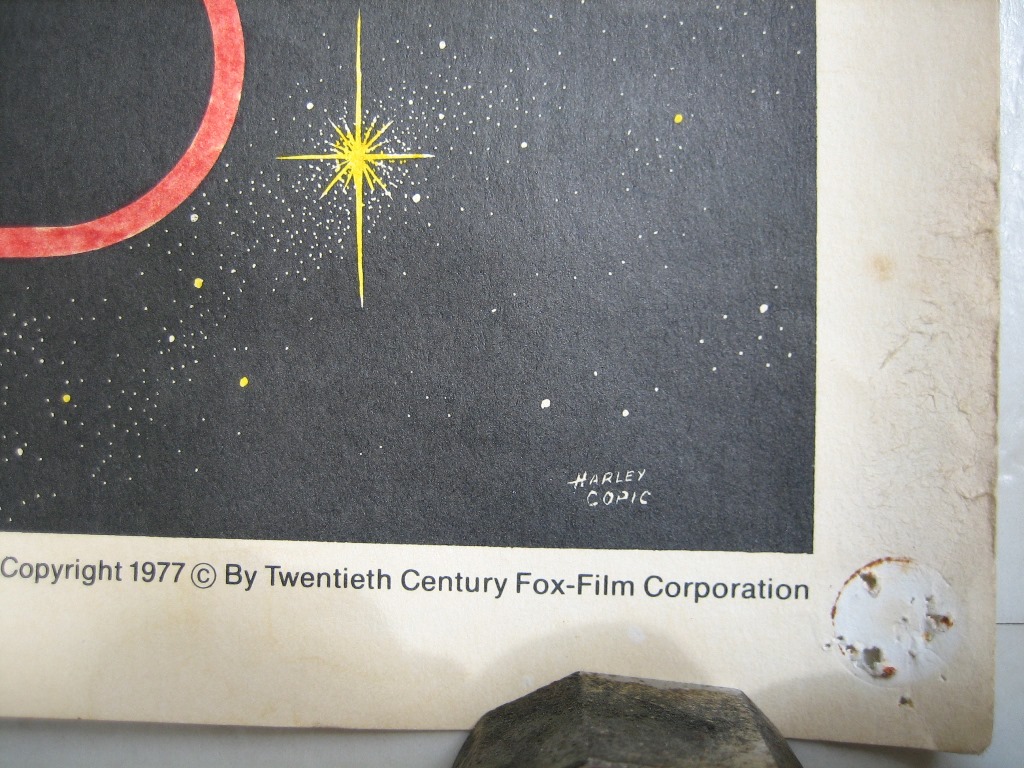 HARLEY
COPIC
Copyright 1977 © By Twentieth Century Fox-Film Corporation